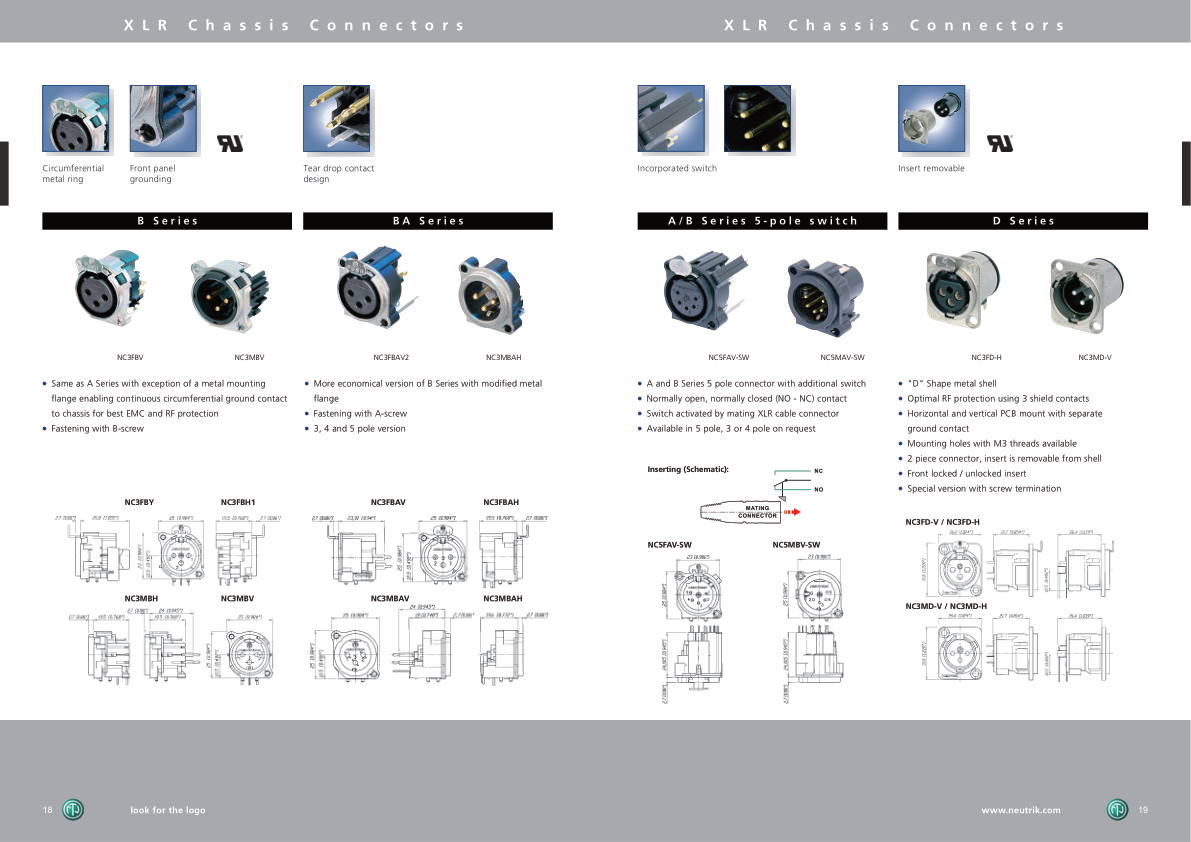 XLR Chassis Connectors
Circumferential
metal ring
Front panel
grounding
Tear drop contact
design
B Series
BA Series
NC3FBV
NC3MBV
NC3FBAV2
NC3MBAH
• Same as A Series with exception of a metal mounting
flange enabling continuous circumferential ground contact
to chassis for best EMC and RF protection
• Fastening with B-screw
• More economical version of B Series with modified metal
flange
• Fastening with A-screw
• 3, 4 and 5 pole version
NC3FBY
NC3FBH1
NC3FBAV
NC3FBAH
NC3MBH
NC3MBV
NC3MBAV
NC3MBAH
18
look for the logo
XLR Chassis Connectors
Incorporated switch
Insert removable
A/B Series 5-pole switch
D Series
NC5FAV-SW
NC5MAV-SW
NC3FD-H
NC3MD-V
• A and B Series 5 pole connector with additional switch
• Normally open, normally closed (NO - NC) contact
• Switch activated by mating XLR cable connector
• Available in 5 pole, 3 or 4 pole on request
• "D" Shape metal shell
• Optimal RF protection using 3 shield contacts
• Horizontal and vertical PCB mount with separate
ground contact
• Mounting holes with M3 threads available
• 2 piece connector, insert is removable from shell
• Front locked / unlocked insert
• Special version with screw termination
Inserting (Schematic):
NC
NO
MATING
CONNECTOR
NC5FAV-SW
NC5MBV-SW
NC3FD-V / NC3FD-H
NC3MD-V / NC3MD-H
www.neutrik.com
19